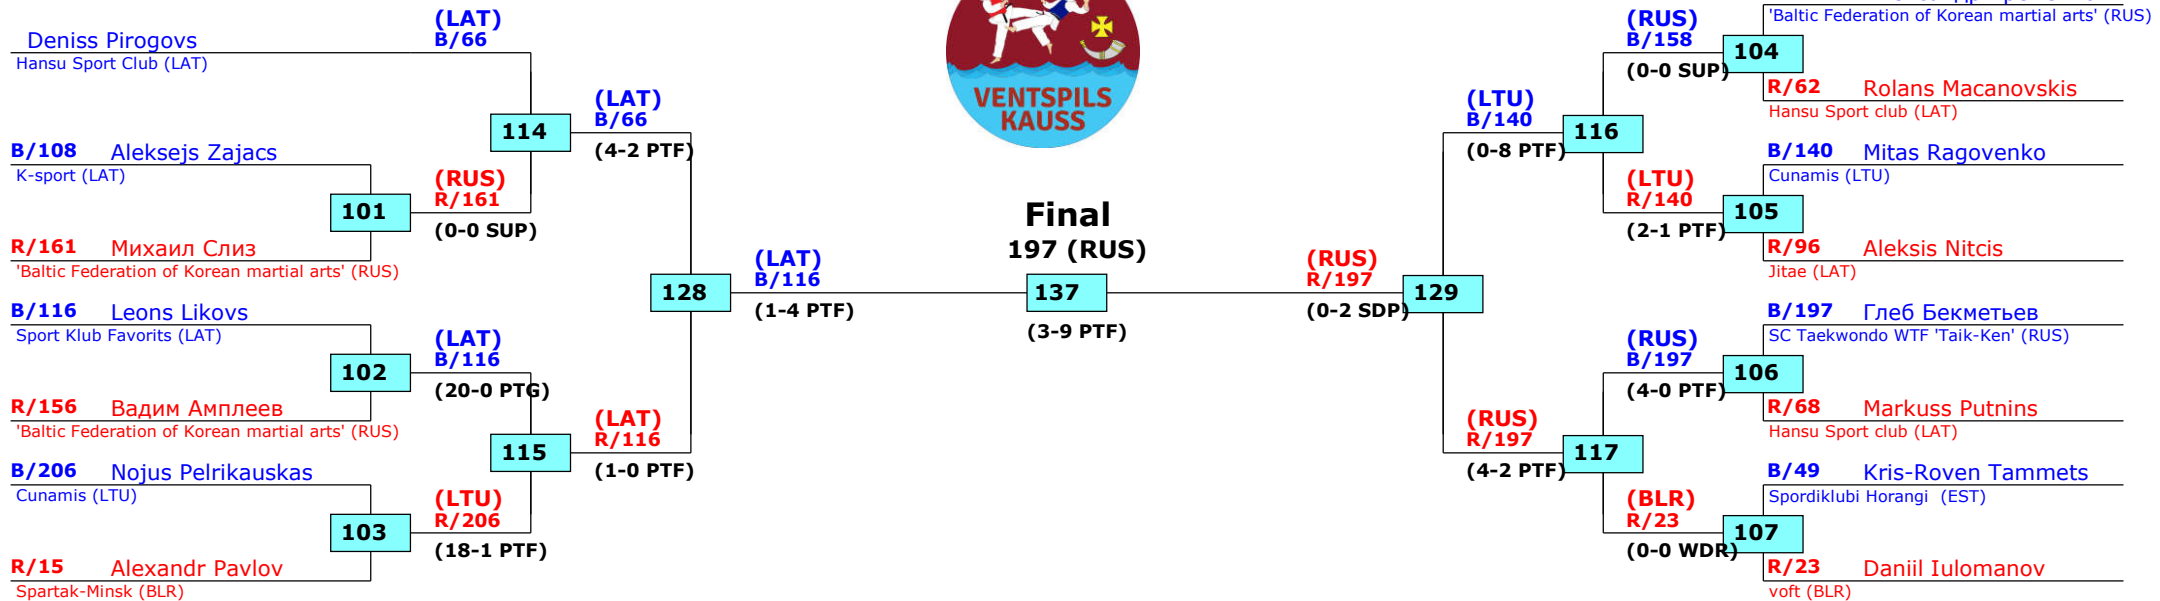 Deniss Pirogovs
Hansu Sport Club (LAT)
(LAT)
B/66
B/108 Aleksejs Zajacs
K-sport (LAT)
101
R/161 Михаил Слиз
'Baltic Federation of Korean martial arts' (RUS)
(RUS)
R/161
(0-0 SUP)
114
(LAT)
B/66
(4-2 PTF)
B/116 Leons Likovs
Sport Klub Favorits (LAT)
102
R/156 Вадим Амплеев
'Baltic Federation of Korean martial arts' (RUS)
(LAT)
B/116
(20-0 PTG)
115
B/206 Nojus Pelrikauskas
Cunamis (LTU)
103
R/15 Alexandr Pavlov
Spartak-Minsk (BLR)
(LTU)
R/206
(18-1 PTF)
(LAT)
R/116
(1-0 PTF)
128
(LAT)
B/116
(1-4 PTF)
VENTSPILS
KAUSS
Final
197 (RUS)
137
(3-9 PTF)
(RUS)
R/197
(0-2 SDP)
129
(LTU)
B/140
(0-8 PTF)
116
(RUS)
B/158
(0-0 SUP)
104
'Baltic Federation of Korean martial arts' (RUS)
R/62 Rolans Macanovskis
Hansu Sport club (LAT)
(LTU)
R/140
(2-1 PTF)
105
B/140 Mitas Ragovenko
Cunamis (LTU)
R/96 Aleksis Nitcis
Jitae (LAT)
(RUS)
R/197
(4-2 PTF)
117
(RUS)
B/197
(4-0 PTF)
106
B/197 Глеб Бекметьев
SC Taekwondo WTF 'Taik-Ken' (RUS)
R/68 Markuss Putnins
Hansu Sport club (LAT)
(BLR)
R/23
(0-0 WDR)
107
B/49 Kris-Roven Tammets
Spordiklubi Horangi (EST)
R/23 Daniil Iulomanov
voft (BLR)